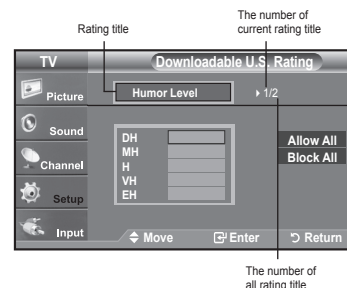 The number of
current rating title
Rating title
TV
Downloadable U.S. Rating
Picture
Humor Level
1/2
Sound
DH
MH
H
VH
EH
Allow All
Block All
Channel
Setup
Input
Move
Enter
Return
The number of
all rating title